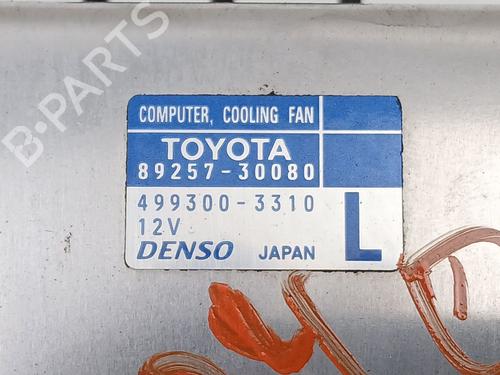 B-PARTS
COMPUTER, COOLING FAN
TOYOTA
89257-30080
499300-3310
12V
L
DENSO JAPAN